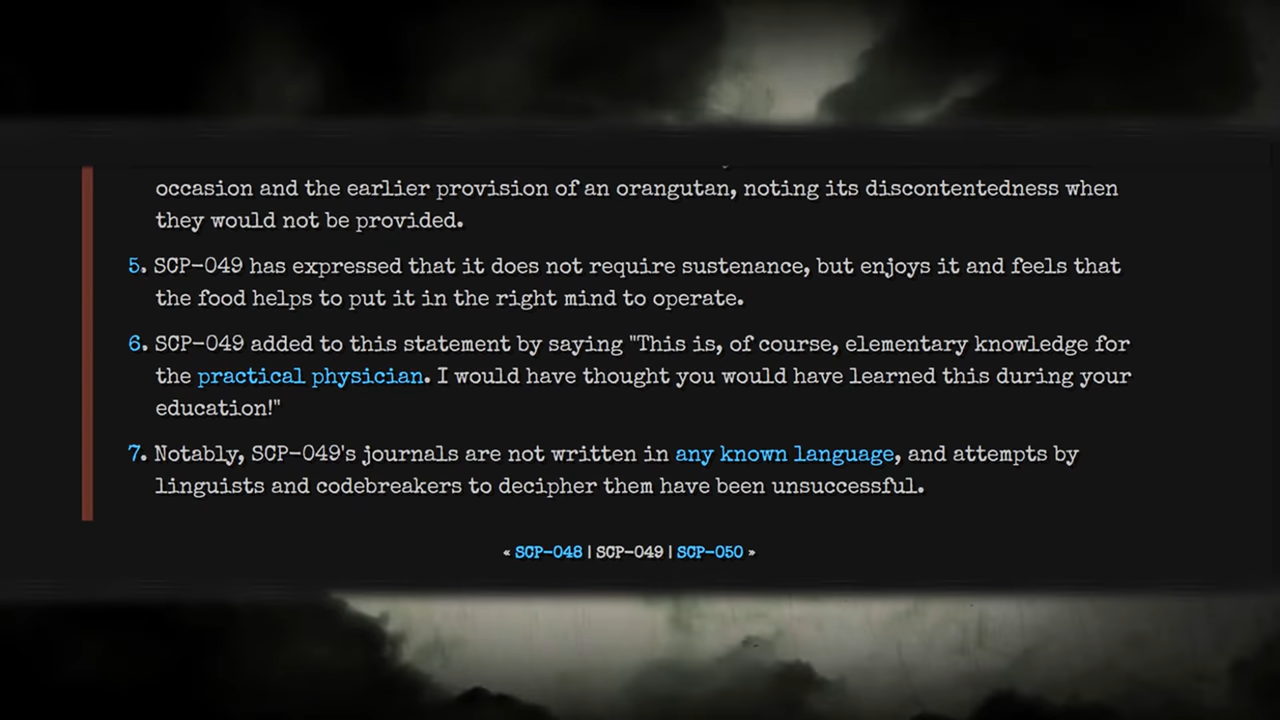 occasion and the earlier provision of an orangutan, noting its discontentedness when
they would not be provided.
5. SCP-049 has expressed that it does not require sustenance, but enjoys it and feels that
the food helps to put it in the right mind to operate.
6. SCP-049 added to this statement by saying "This is, of course, elementary knowledge for
the practical physician. I would have thought you would have learned this during your
education!"
7. Notably, SCP-049's journals are not written in any known language, and attempts by
linguists and codebreakers to decipher them have been unsuccessful.
« SCP-048 | SCP-049 | SCP-050 »